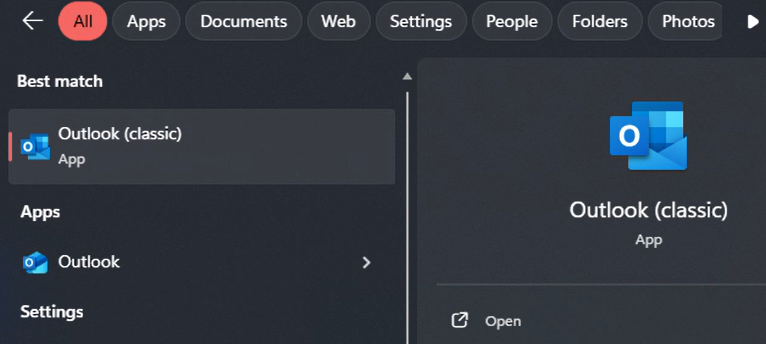 All Apps Documents Web Settings People Folders Photos
Best match
Outlook (classic)
App
Apps
Outlook
Settings
O
Outlook (classic)
App
Open